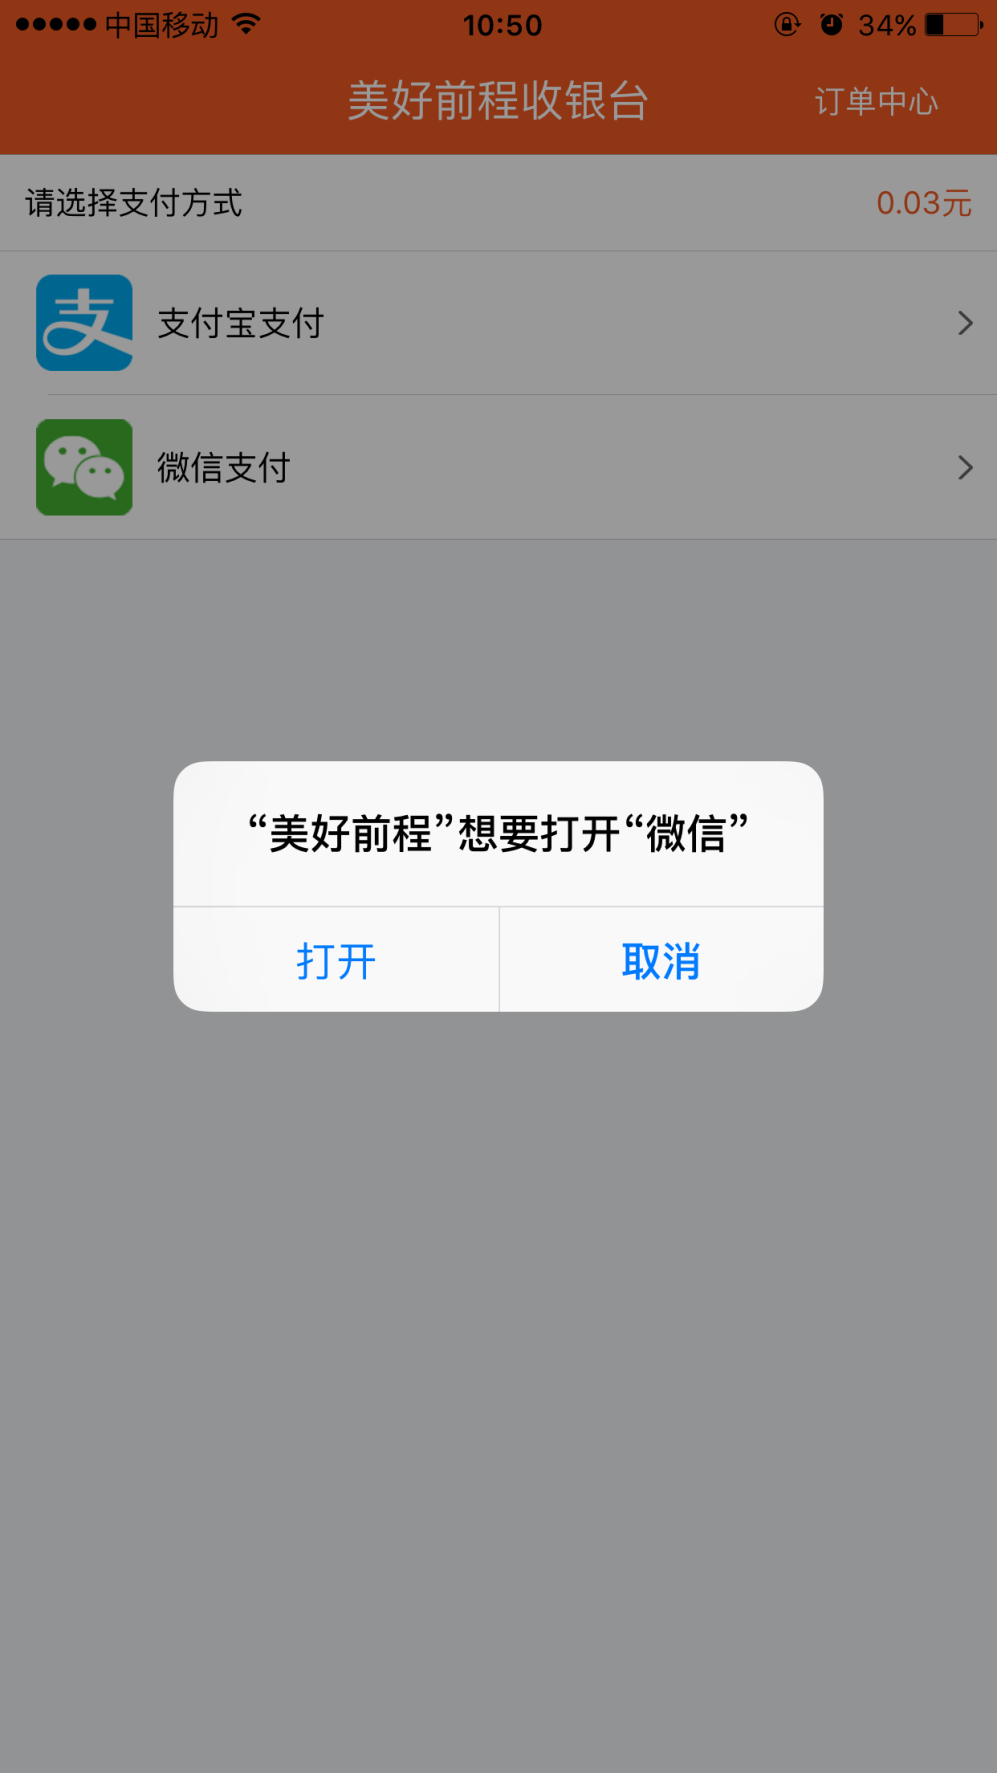 中国移动 10:50 34%
美好前程收银台 订单中心
请选择支付方式 0.03元
支 支付宝支付
微信支付
“美好前程”想要打开“微信”
打开 取消